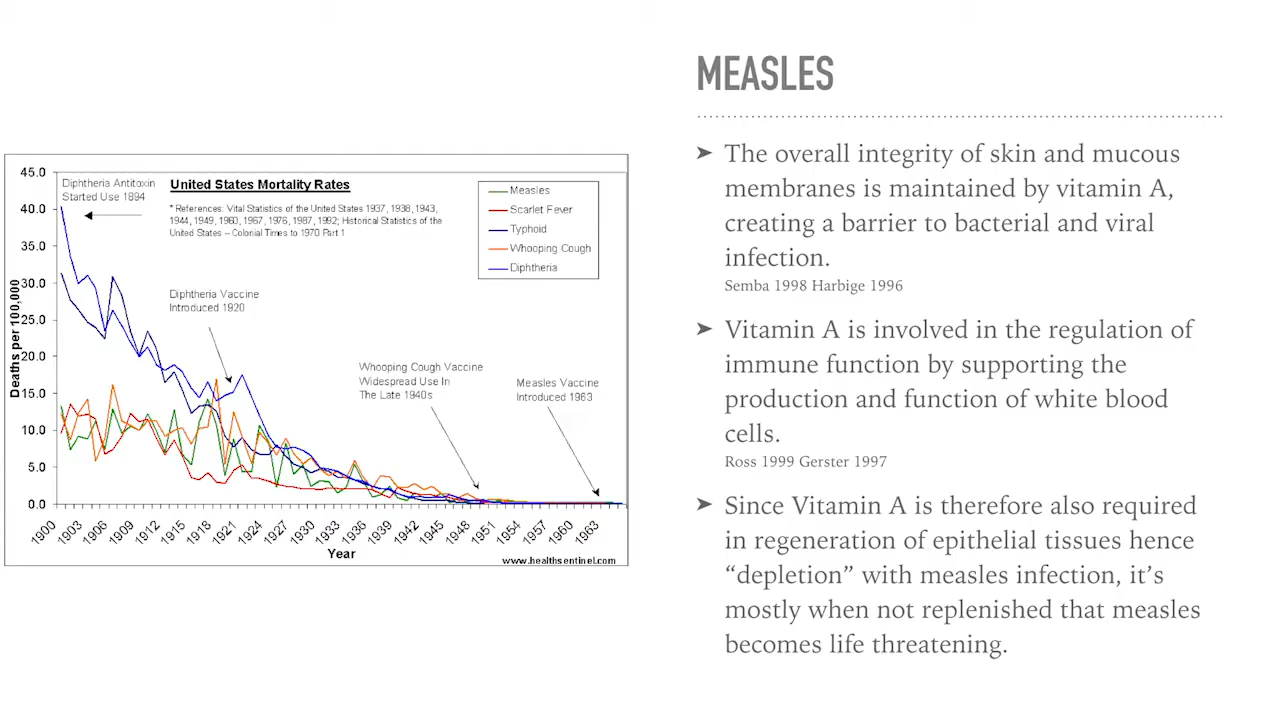 MEASLES
45.0
40.0
35.0
30.0
25.0
20.0
15.0
10.0
5.0
0.0
Deaths per 100,000
Diphtheria Antitoxin
Started Use 1894
United States Mortality Rates
* References: Vital Statistics of the United States 1937, 1938, 1943,
1944, 1949, 1960, 1967, 1976, 1987, 1992; Historical Statistics of the
United States – Colonial Times to 1970 Part 1
Measles
Scarlet Fever
Typhoid
Whooping Cough
Diphtheria
Diphtheria Vaccine
Introduced 1920
Whooping Cough Vaccine
Widespread Use In
The Late 1940s
Measles Vaccine
Introduced 1963
1900 1903 1906 1909 1912 1915 1918 1921 1924 1927 1930 1933 1936 1939 1942 1945 1948 1951 1954 1957 1960 1963
Year
www.healthsentinel.com
➤ The overall integrity of skin and mucous
membranes is maintained by vitamin A,
creating a barrier to bacterial and viral
infection.
Semba 1998 Harbige 1996
➤ Vitamin A is involved in the regulation of
immune function by supporting the
production and function of white blood
cells.
Ross 1999 Gerster 1997
➤ Since Vitamin A is therefore also required
in regeneration of epithelial tissues hence
“depletion” with measles infection, it’s
mostly when not replenished that measles
becomes life threatening.